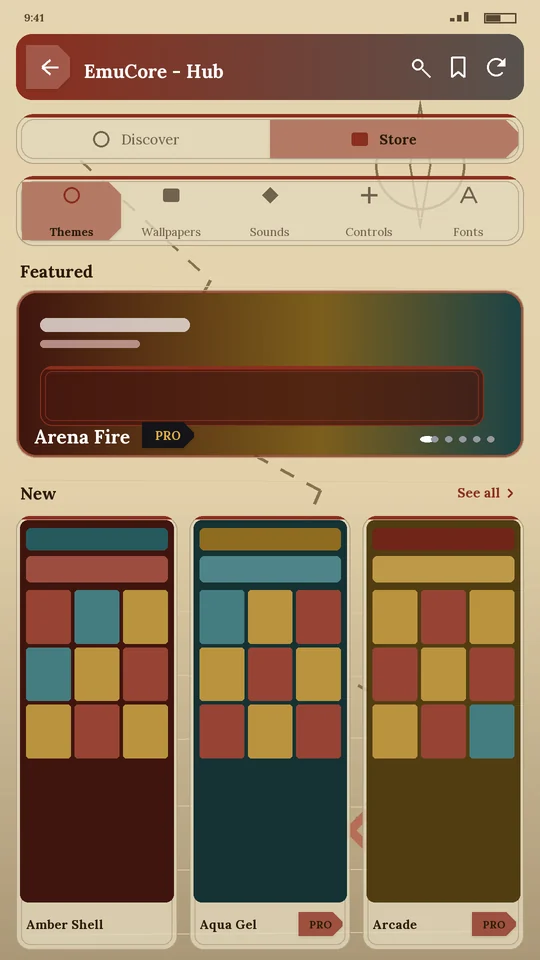 9:41
EmuCore - Hub
Discover
Store
Themes
Wallpapers
Sounds
Controls
Fonts
Featured
Arena Fire
PRO
New
See all
Amber Shell
Aqua Gel
PRO
Arcade
PRO